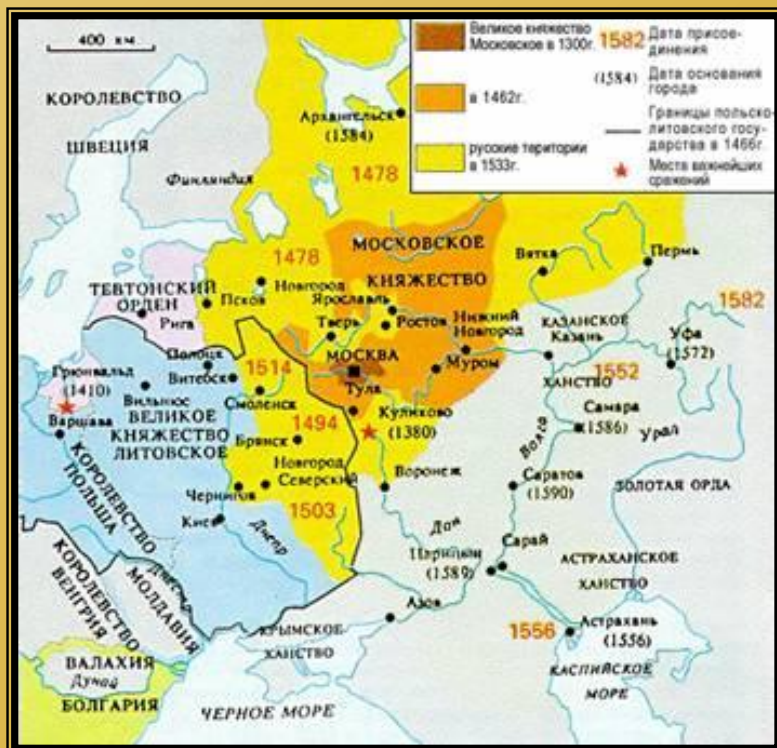 400 км
Великое княжество
Московское в 1300г.
в 1462г.
русские територии
в 1533г.
1582 Дата присое-
динения
(1584) Дата основания
города
Границы польско-
литовского госу-
дарства в 1466г.
Места важнейших
сражений
КОРОЛЕВСТВО
ШВЕЦИЯ
Финляндия
Архангельск
(1584)
1478
1478
МОСКОВСКОЕ
КНЯЖЕСТВО
Вятка
Пермь
1582
ТЕВТОНСКИЙ
ОРДЕН
Рига
Псков
Новгород
Ярославль
Ростов
Тверь
Нижний
Новгород
КАЗАНСКОЕ
Казань
ХАНСТВО
1552
Уфа
(1572)
МОСКВА
Муром
Тула
Полоцк
Витебск
1514
Смоленск
Грюнвальд
(1410)
Вильнюс
Варшава
ВЕЛИКОЕ
КНЯЖЕСТВО
ЛИТОВСКОЕ
1494
Куликово
(1380)
Самара
(1586)
Урал
Волга
Брянск
Новгород
Северский
Воронеж
Саратов
(1590)
ЗОЛОТАЯ ОРДА
КОРОЛЕВСТВО
ПОЛЬША
Чернигов
1503
Киев
Днепр
Дон
Царицын
(1589)
Сарай
АСТРАХАНСКОЕ
ХАНСТВО
КОРОЛЕВСТВО
ВЕНГРИЯ
Днестр
МОЛДАВИЯ
Азов
КРЫМСКОЕ
ХАНСТВО
1556
Астрахань
(1556)
КАСПИЙСКОЕ
МОРЕ
ВАЛАХИЯ
Дунай
БОЛГАРИЯ
ЧЕРНОЕ МОРЕ